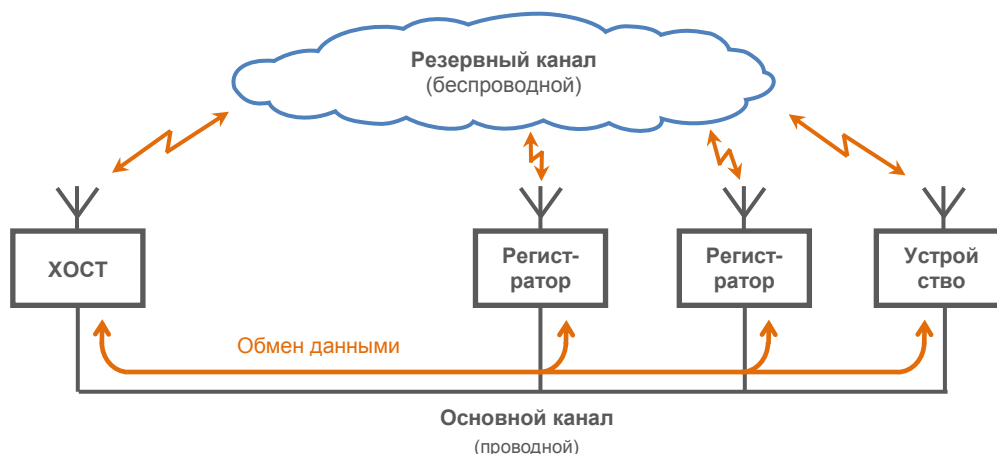 Резервный канал
(беспроводной)
ХОСТ
Регист-
ратор
Регист-
ратор
Устрой
ство
Обмен данными
Основной канал
(проводной)